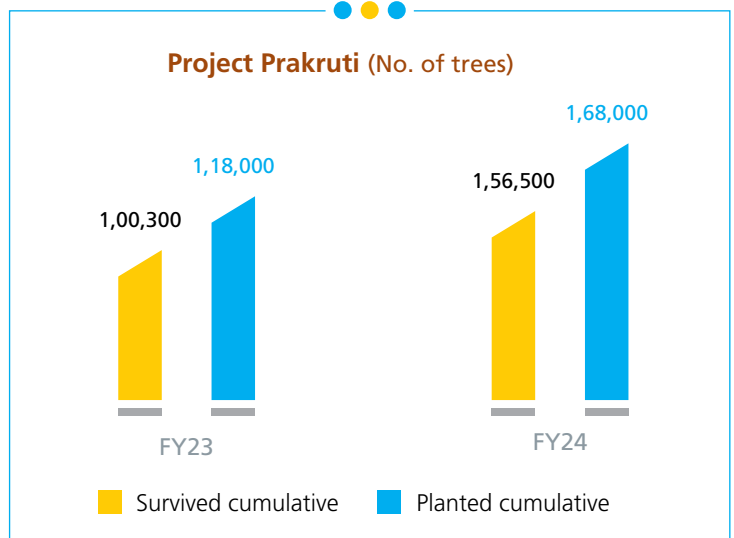 Project Prakruti (No. of trees)
1,68,000
1,18,000
1,56,500
1,00,300
FY23
FY24
Survived cumulative
Planted cumulative